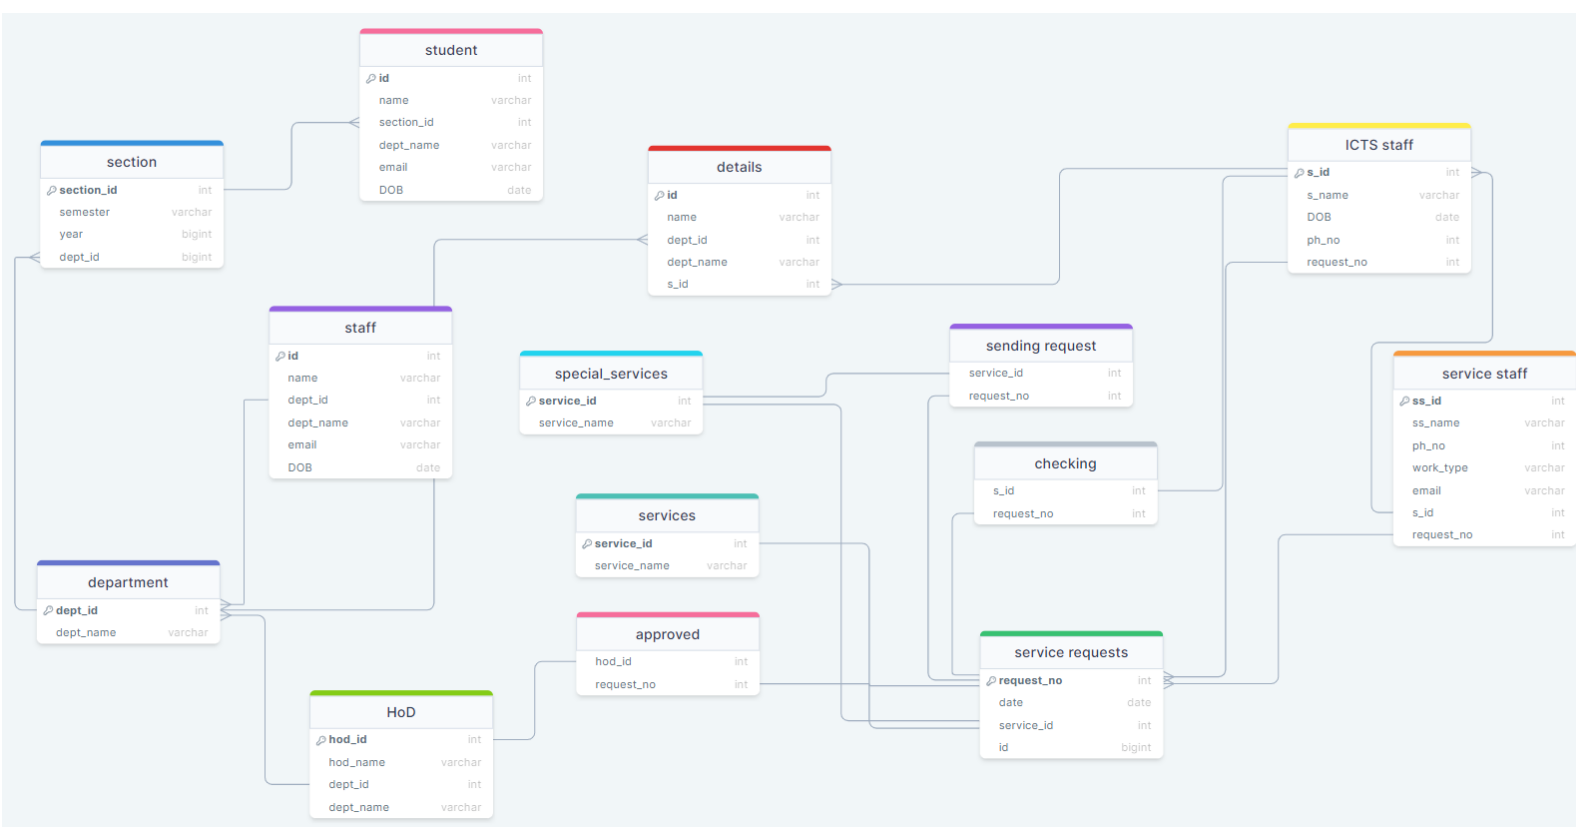 student
id int
name varchar
section_id int
dept_name varchar
email varchar
DOB date
section
section_id int
semester varchar
year bigint
dept_id bigint
details
id int
name varchar
dept_id int
dept_name varchar
s_id int
ICTS staff
s_id int
s_name varchar
DOB date
ph_no int
request_no int
staff
id int
name varchar
dept_id int
dept_name varchar
email varchar
DOB date
special_services
service_id int
service_name varchar
sending request
service_id int
request_no int
service staff
ss_id int
ss_name varchar
ph_no int
work_type varchar
email varchar
s_id int
request_no int
checking
s_id int
request_no int
services
service_id int
service_name varchar
department
dept_id int
dept_name varchar
approved
hod_id int
request_no int
service requests
request_no int
date date
service_id int
id bigint
HoD
hod_id int
hod_name varchar
dept_id int
dept_name varchar